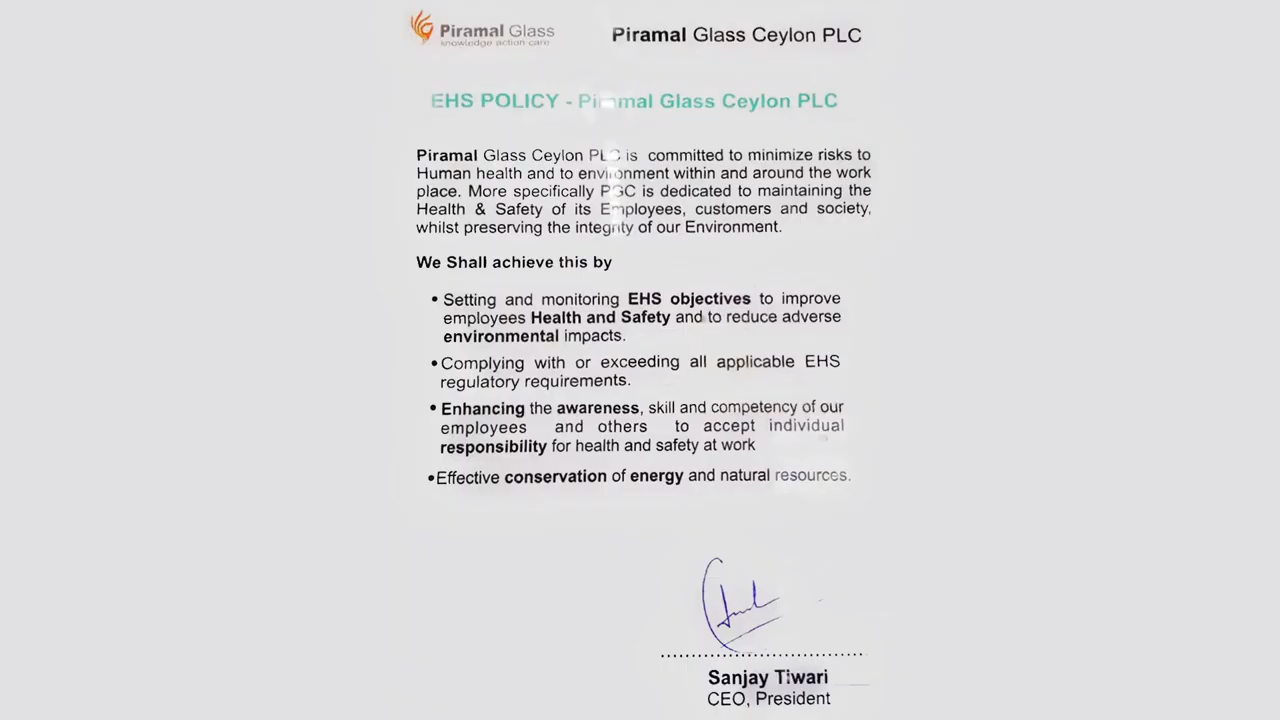 Piramal Glass
knowledge action care
Piramal Glass Ceylon PLC
EHS POLICY - Piramal Glass Ceylon PLC
Piramal Glass Ceylon PLC is committed to minimize risks to
Human health and to environment within and around the work
place. More specifically PGC is dedicated to maintaining the
Health & Safety of its Employees, customers and society,
whilst preserving the integrity of our Environment.
We Shall achieve this by
• Setting and monitoring EHS objectives to improve
employees Health and Safety and to reduce adverse
environmental impacts.
• Complying with or exceeding all applicable EHS
regulatory requirements.
• Enhancing the awareness, skill and competency of our
employees and others to accept individual
responsibility for health and safety at work
• Effective conservation of energy and natural resources.
Sanjay Tiwari
CEO, President